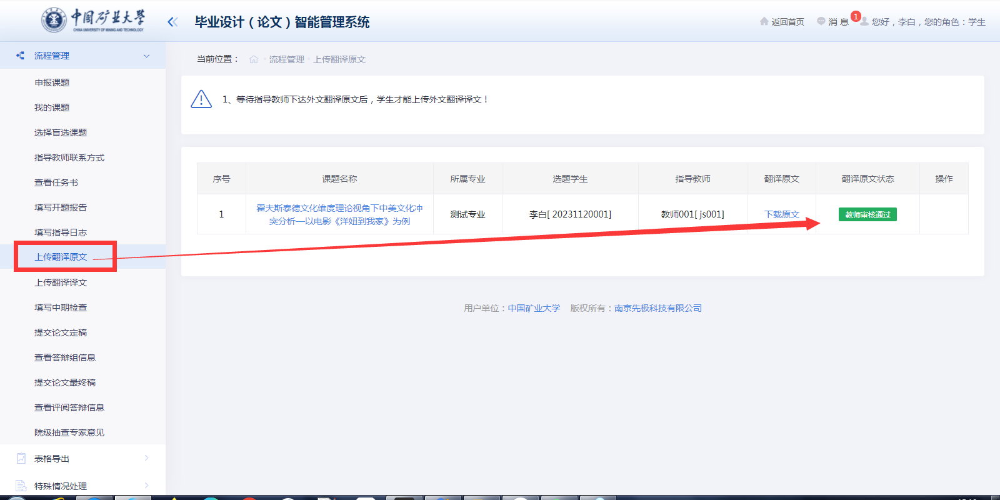 中国矿业大学
CHINA UNIVERSITY OF MINING AND TECHNOLOGY
毕业设计（论文）智能管理系统
返回首页
消 息
1
您好，李白，您的角色：学生
流程管理
申报课题
我的课题
选择盲选课题
指导教师联系方式
查看任务书
填写开题报告
填写指导日志
上传翻译原文
上传翻译译文
填写中期检查
提交论文定稿
查看答辩组信息
提交论文最终稿
查看评阅答辩信息
院级抽查专家意见
表格导出
特殊情况处理
当前位置：
流程管理
上传翻译原文
1、等待指导教师下达外文翻译原文后，学生才能上传外文翻译译文！
序号 课题名称 所属专业 选题学生 指导教师 翻译原文 翻译原文状态 操作
1
霍夫斯泰德文化维度理论视角下中美文化冲
突分析—以电影《洋妞到我家》为例
测试专业
李白[ 20231120001]
教师001[ js001]
下载原文
教师审核通过
用户单位：中国矿业大学 版权所有：南京先极科技有限公司